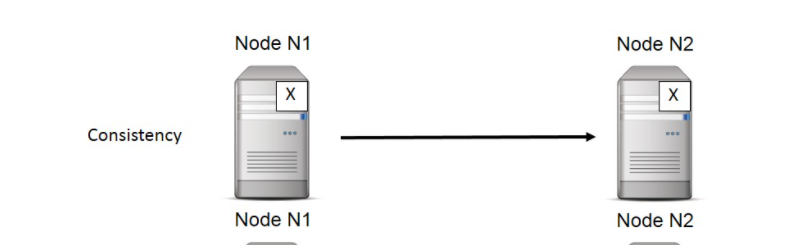 Node N1 Node N2
X X
Consistency
Node N1 Node N2